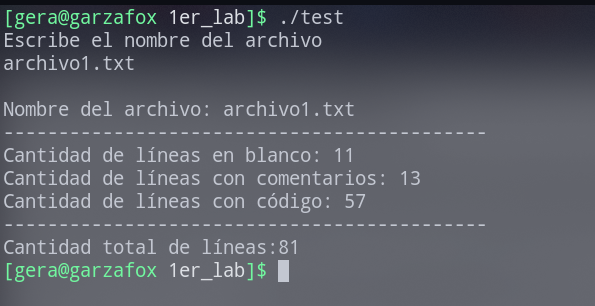 [gera@garzafox 1er_lab]$ ./test
Escribe el nombre del archivo
archivo1.txt
Nombre del archivo: archivo1.txt
--------------------------------------------
Cantidad de líneas en blanco: 11
Cantidad de líneas con comentarios: 13
Cantidad de líneas con código: 57
--------------------------------------------
Cantidad total de líneas:81
[gera@garzafox 1er_lab]$